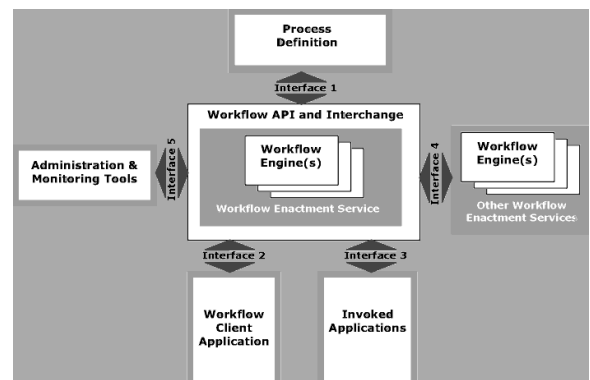 Process
Definition
Interface 1
Workflow API and Interchange
Workflow
Engine(s)
Workflow Enactment Service
Interface 5
Administration &
Monitoring Tools
Interface 4
Workflow
Engine(s)
Other Workflow
Enactment Services
Interface 2
Interface 3
Workflow
Client
Application
Invoked
Applications